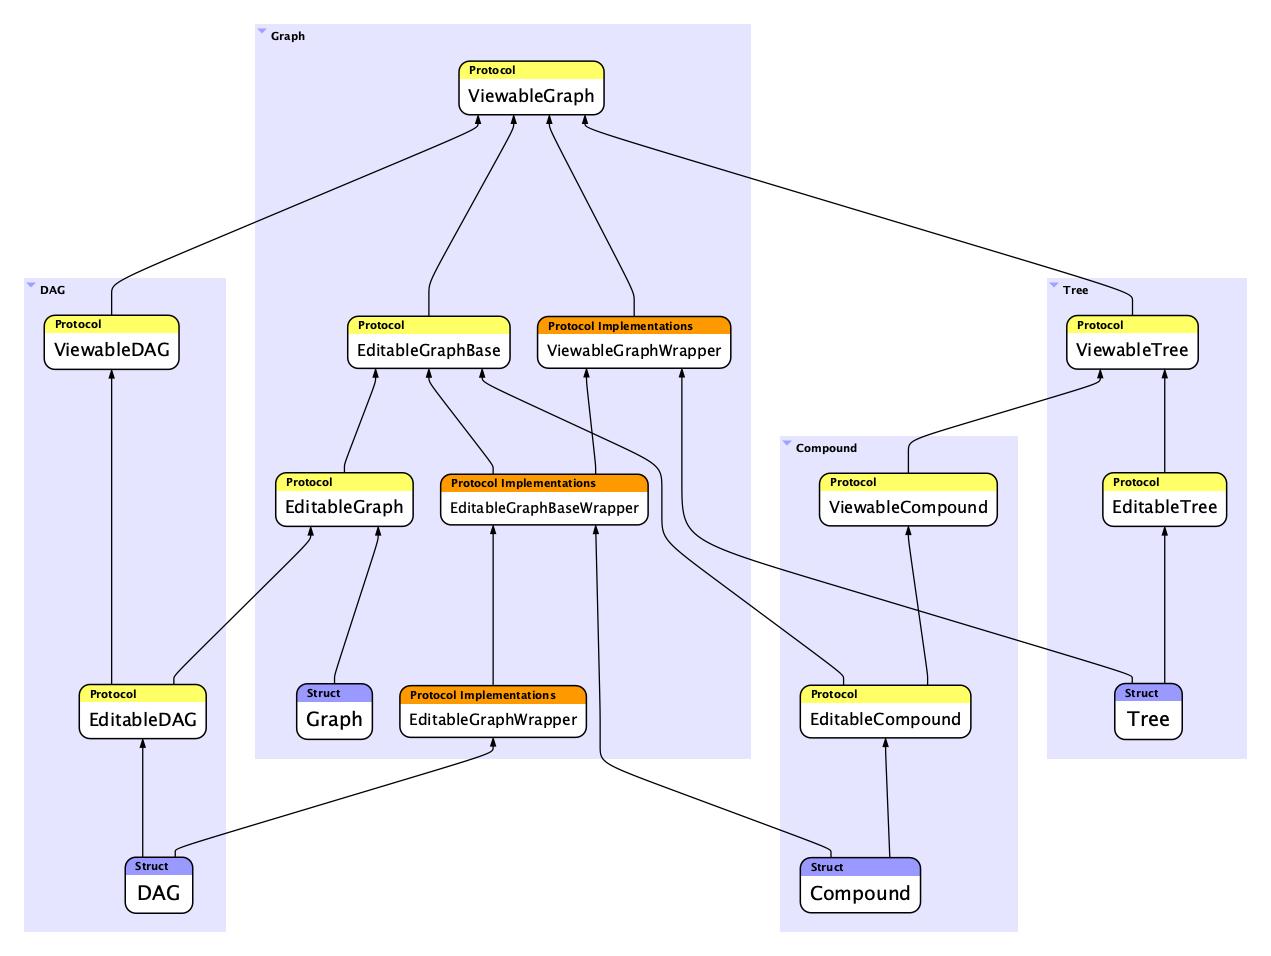 Graph
Protocol
ViewableGraph
DAG
Tree
Protocol
ViewableDAG
Protocol
EditableGraphBase
Protocol Implementations
ViewableGraphWrapper
Protocol
ViewableTree
Compound
Protocol
EditableGraph
Protocol Implementations
EditableGraphBaseWrapper
Protocol
ViewableCompound
Protocol
EditableTree
Protocol
EditableDAG
Struct
Graph
Protocol Implementations
EditableGraphWrapper
Protocol
EditableCompound
Struct
Tree
Struct
DAG
Struct
Compound